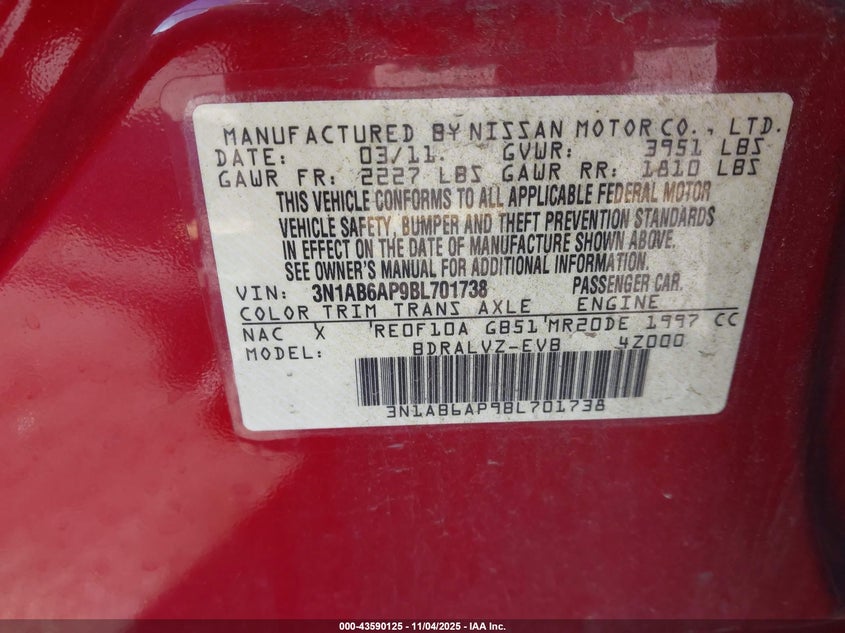 MANUFACTURED BY NISSAN MOTOR CO., LTD.
DATE: 03/11. GVWR: 3951 LBS
GAWR FR: 2227 LBS GAWR RR: 1810 LBS
THIS VEHICLE CONFORMS TO ALL APPLICABLE FEDERAL MOTOR
VEHICLE SAFETY, BUMPER AND THEFT PREVENTION STANDARDS
IN EFFECT ON THE DATE OF MANUFACTURE SHOWN ABOVE.
SEE OWNER'S MANUAL FOR ADDITIONAL INFORMATION.
VIN: 3N1AB6AP9BL701738 PASSENGER CAR.
COLOR TRIM TRANS AXLE ENGINE
NAC X RE0F10A GB51 MR20DE 1997 CC
MODEL: BDRALVZ-EVB 4Z000
3N1AB6AP9BL701738
000-43590125 - 11/04/2025 - IAA Inc.